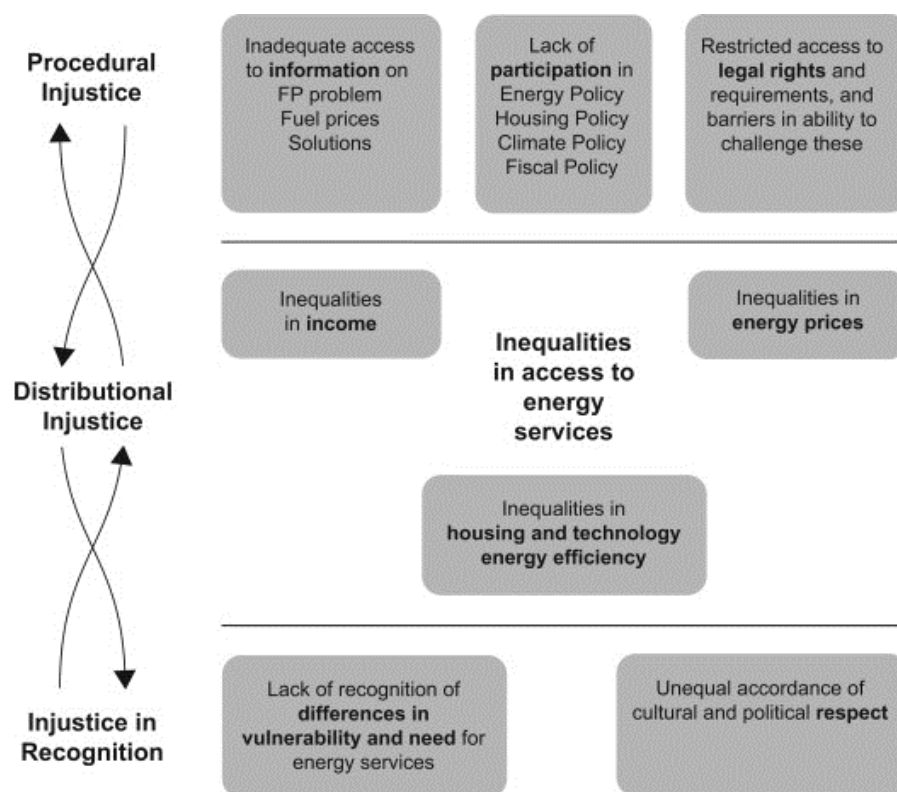 Procedural
Injustice
Inadequate access
to information on
FP problem
Fuel prices
Solutions
Lack of
participation in
Energy Policy
Housing Policy
Climate Policy
Fiscal Policy
Restricted access to
legal rights and
requirements, and
barriers in ability to
challenge these
Distributional
Injustice
Inequalities
in income
Inequalities in
energy prices
Inequalities
in access to
energy
services
Inequalities in
housing and technology
energy efficiency
Injustice in
Recognition
Lack of recognition of
differences in
vulnerability and need for
energy services
Unequal accordance of
cultural and political respect